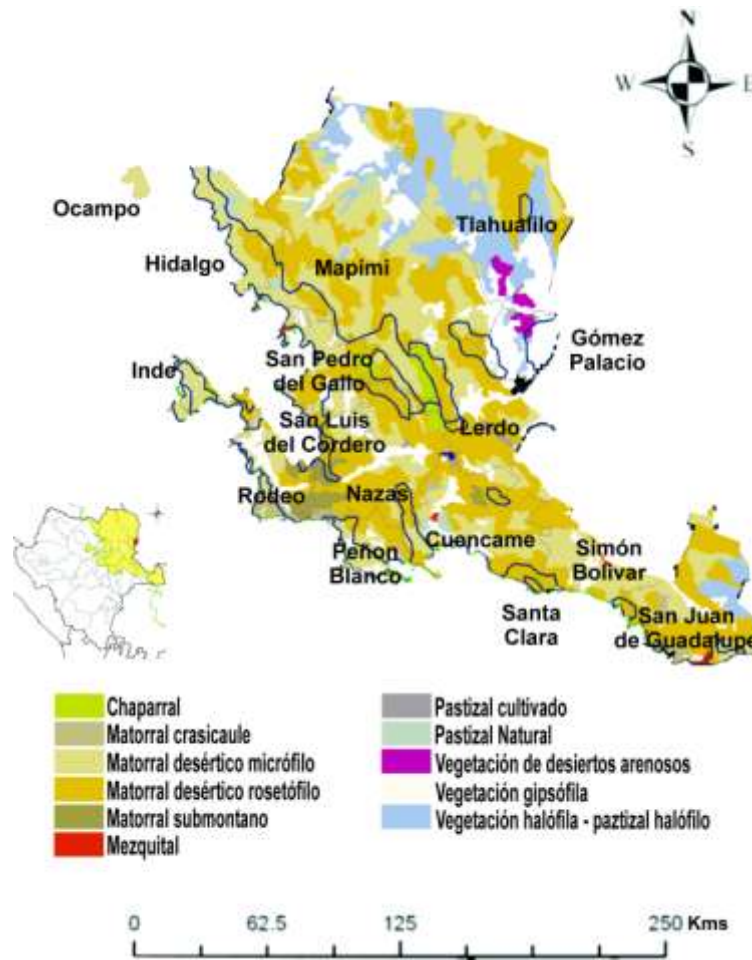 N
W E
S
Ocampo
Tlahualilo
Hidalgo
Mapimi
Gómez
Palacio
Inde
San Pedro
del Gallo
San Luis
del Cordero
Lerdo
Rodeo
Nazas
Cuencame
Simón
Bolivar
Peñon
Blanco
Santa
Clara
San Juan
de Guadalupe
Chaparral
Matorral crasicaule
Matorral desértico micrófilo
Matorral desértico rosetófilo
Matorral submontano
Mezquital
Pastizal cultivado
Pastizal Natural
Vegetación de desiertos arenosos
Vegetación gipsófila
Vegetación halófila - paztizal halófilo
0 62.5 125 250 Kms